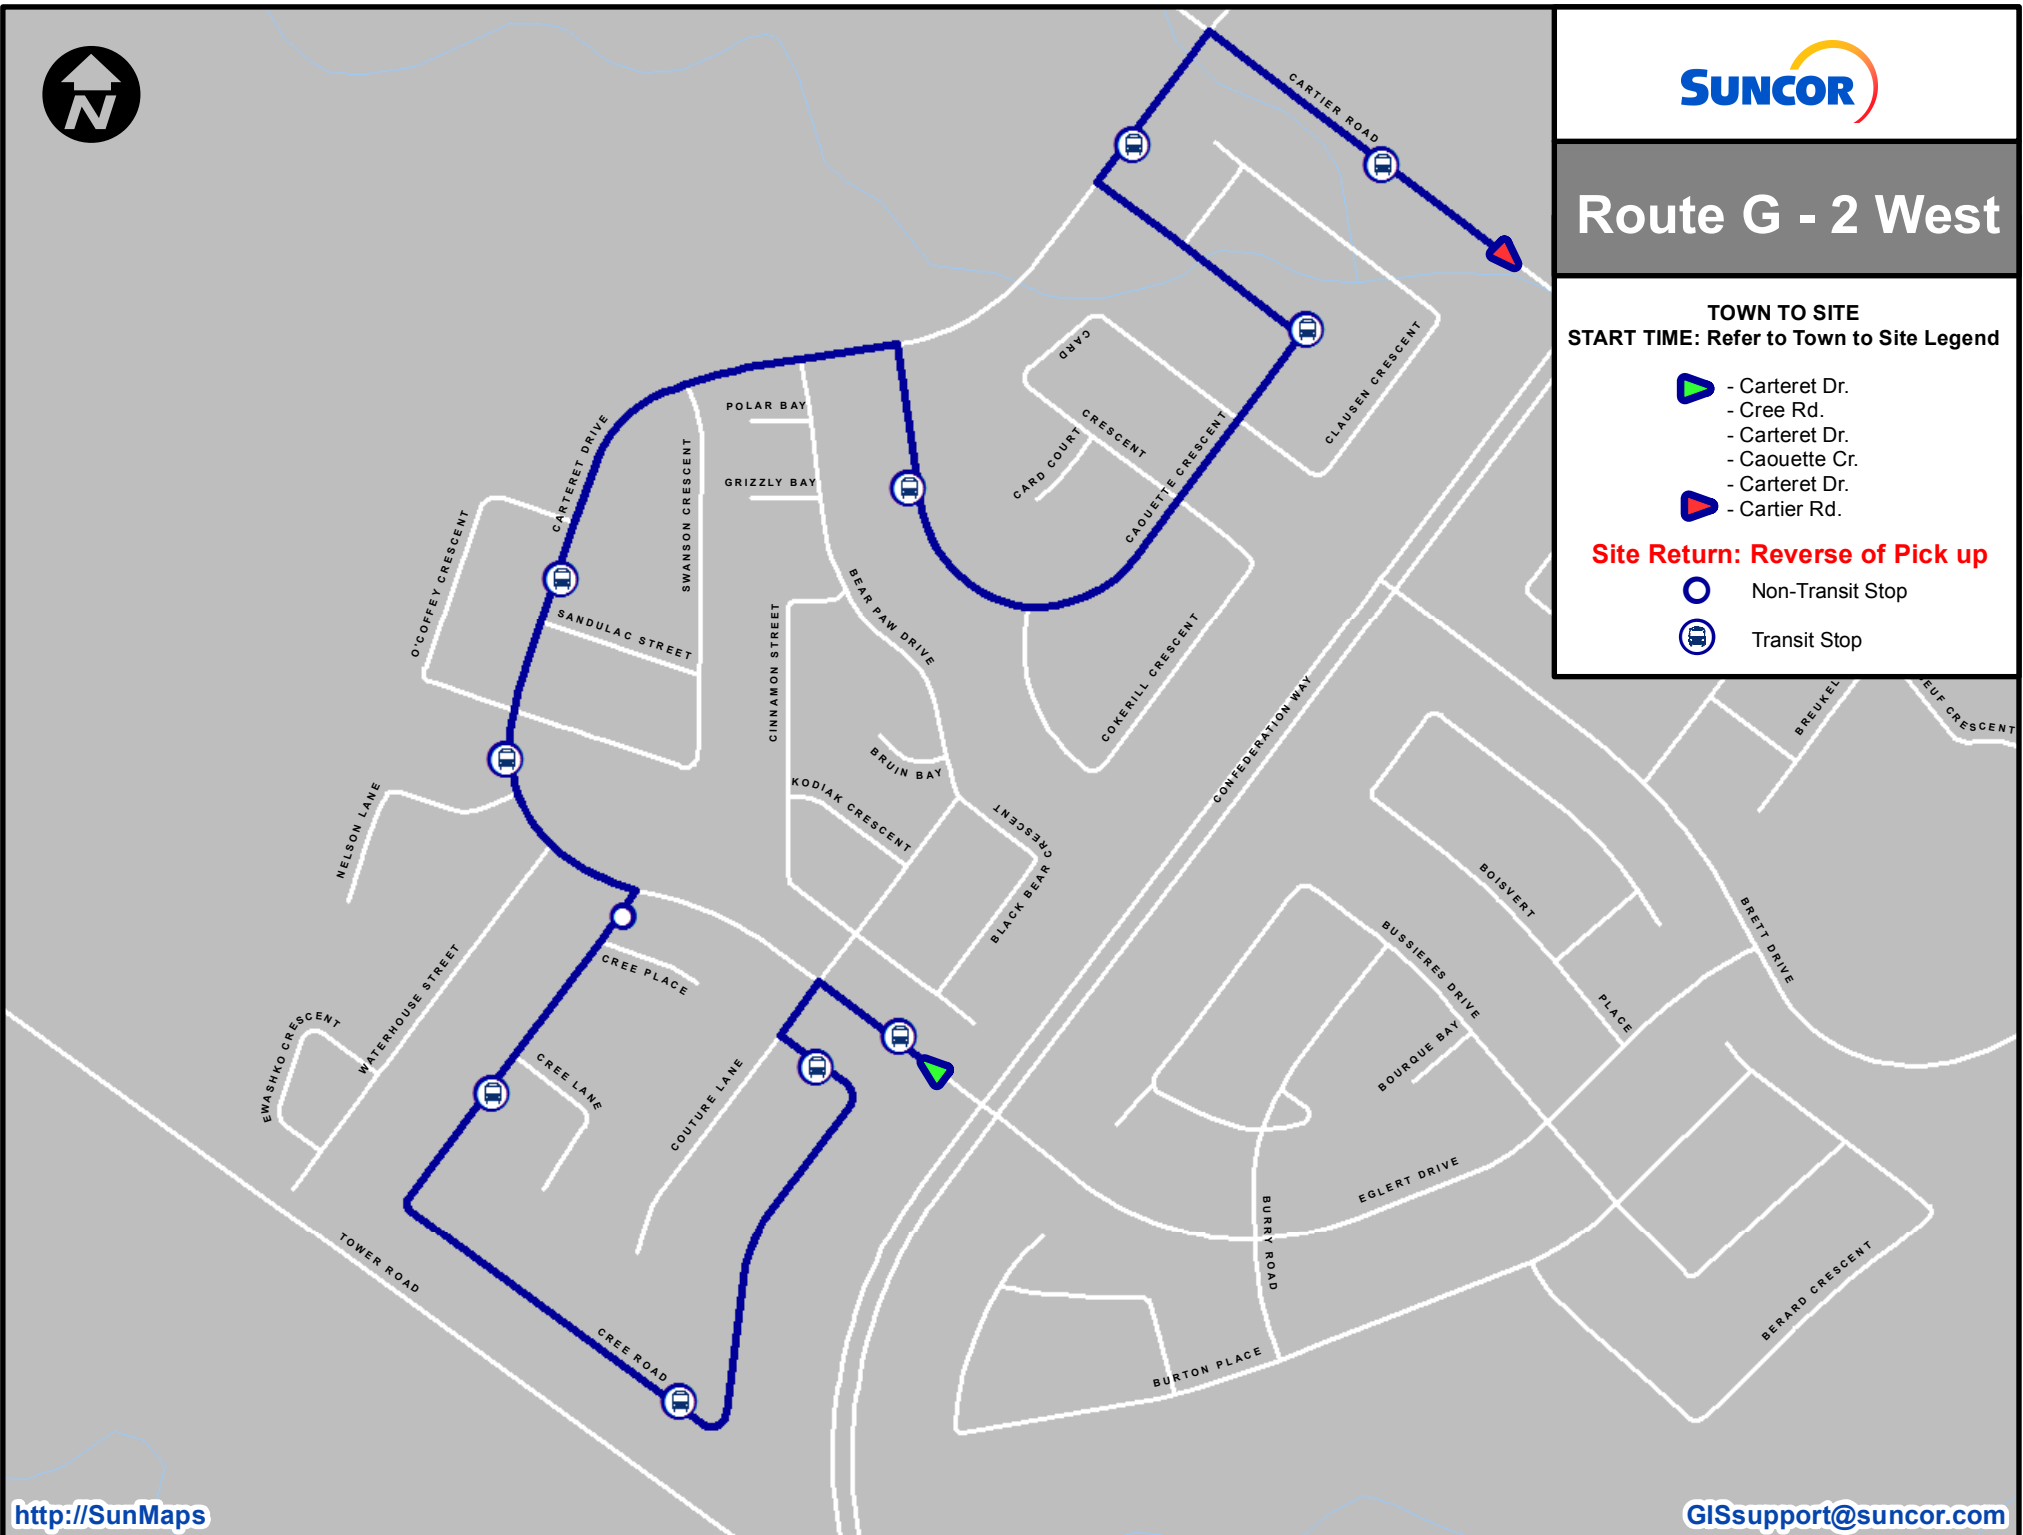 N
SUNCOR
Route G - 2 West
TOWN TO SITE
START TIME: Refer to Town to Site Legend
- Carteret Dr.
- Cree Rd.
- Carteret Dr.
- Caouette Cr.
- Carteret Dr.
- Cartier Rd.
Site Return: Reverse of Pick up
Non-Transit Stop
Transit Stop
CARTIER ROAD
CARD
CRESCENT
CLAUSEN CRESCENT
CARD COURT
CAOUETTE CRESCENT
POLAR BAY
GRIZZLY BAY
CARTERET DRIVE
SWANSON CRESCENT
O'COFFEY CRESCENT
SANDULAC STREET
BEAR PAW DRIVE
CINNAMON STREET
COKERILL CRESCENT
CONFEDERATION WAY
BRUIN BAY
KODIAK CRESCENT
BLACK BEAR CRESCENT
NELSON LANE
BREUKEL
OEUF CRESCENT
BOISVERT
PLACE
BRETT DRIVE
BUSSIERES DRIVE
BOURQUE BAY
CREE PLACE
WATERHOUSE STREET
EWASHKO CRESCENT
CREE LANE
COUTURE LANE
EGLERT DRIVE
BURRY ROAD
TOWER ROAD
CREE ROAD
BURTON PLACE
BERARD CRESCENT
http://SunMaps
GISsupport@suncor.com